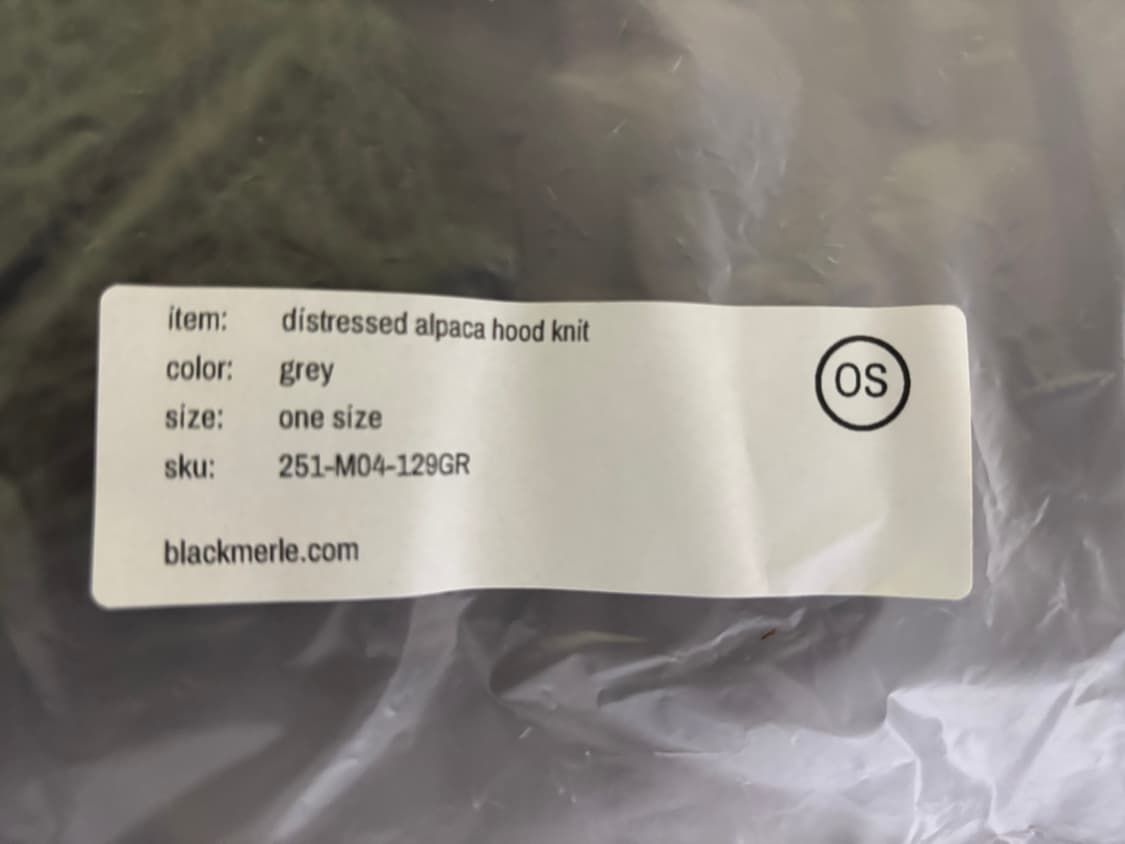 item: distressed alpaca hood knit
color: grey
size: one size
sku: 251-M04-129GR
blackmerle.com
OS